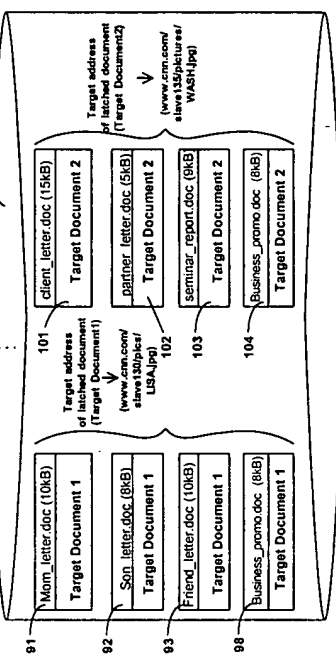 91
Mom_letter.doc (10kB)
Target Document 1
92
Son_letter.doc (8kB)
Target Document 1
93
Friend_letter.doc (10kB)
Target Document 1
98
Business_promo.doc (8kB)
Target Document 1
Target address
of latched document
(Target Document1)
(www.cnn.com/
slave130/pics/
LISA.jpg)
101
client_letter.doc (15kB)
Target Document 2
102
partner_letter.doc (5kB)
Target Document 2
103
seminar_report.doc (9kB)
Target Document 2
104
Business_promo.doc (8kB)
Target Document 2
Target address
of latched document
(Target Document2)
(www.cnn.com/
slave135/pictures/
WASH.jpg)